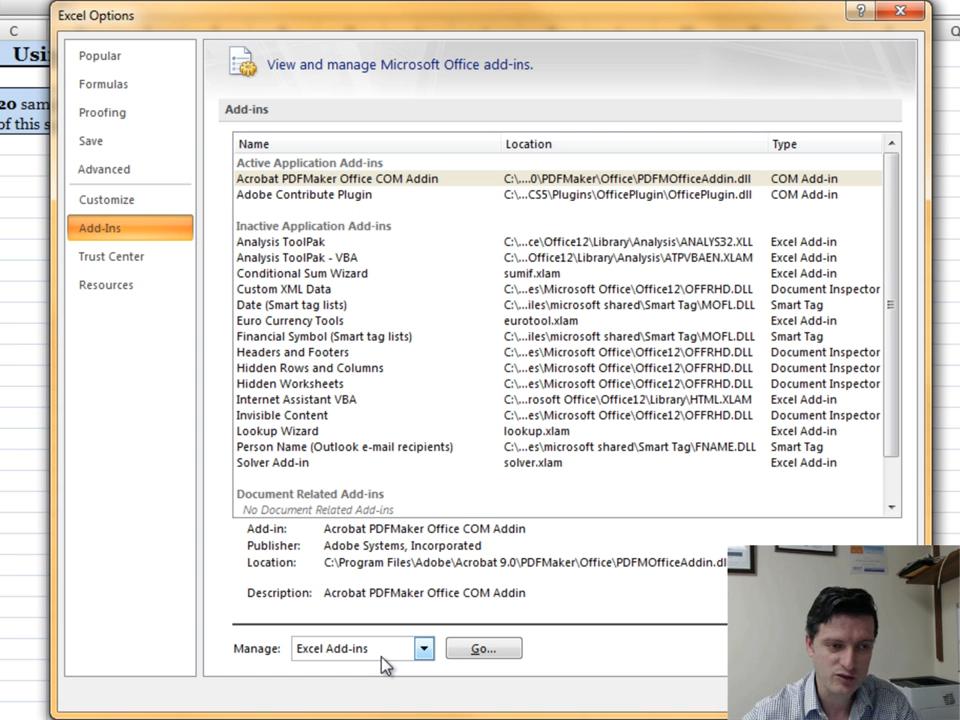 Excel Options
C
Q
Usi
20 sam
of this s
Popular
Formulas
Proofing
Save
Advanced
Customize
Add-Ins
Trust Center
Resources
View and manage Microsoft Office add-ins.
Add-ins
Name Location Type
Active Application Add-ins
Acrobat PDFMaker Office COM Addin C:\...0\PDFMaker\Office\PDFMOfficeAddin.dll COM Add-in
Adobe Contribute Plugin C:\...CS5\Plugins\OfficePlugin\OfficePlugin.dll COM Add-in
Inactive Application Add-ins
Analysis ToolPak C:\...ce\Office12\Library\Analysis\ANALYS32.XLL Excel Add-in
Analysis ToolPak - VBA C:\...Office12\Library\Analysis\ATPVBAEN.XLAM Excel Add-in
Conditional Sum Wizard sumif.xlam Excel Add-in
Custom XML Data C:\...es\Microsoft Office\Office12\OFFRHD.DLL Document Inspector
Date (Smart tag lists) C:\...iles\microsoft shared\Smart Tag\MOFL.DLL Smart Tag
Euro Currency Tools eurotool.xlam Excel Add-in
Financial Symbol (Smart tag lists) C:\...iles\microsoft shared\Smart Tag\MOFL.DLL Smart Tag
Headers and Footers C:\...es\Microsoft Office\Office12\OFFRHD.DLL Document Inspector
Hidden Rows and Columns C:\...es\Microsoft Office\Office12\OFFRHD.DLL Document Inspector
Hidden Worksheets C:\...es\Microsoft Office\Office12\OFFRHD.DLL Document Inspector
Internet Assistant VBA C:\...rosoft Office\Office12\Library\HTML.XLAM Excel Add-in
Invisible Content C:\...es\Microsoft Office\Office12\OFFRHD.DLL Document Inspector
Lookup Wizard lookup.xlam Excel Add-in
Person Name (Outlook e-mail recipients) C:\...es\microsoft shared\Smart Tag\FNAME.DLL Smart Tag
Solver Add-in solver.xlam Excel Add-in
Document Related Add-ins
No Document Related Add-ins
Add-in: Acrobat PDFMaker Office COM Addin
Publisher: Adobe Systems, Incorporated
Location: C:\Program Files\Adobe\Acrobat 9.0\PDFMaker\Office\PDFMOfficeAddin.dl
Description: Acrobat PDFMaker Office COM Addin
Manage: Excel Add-ins Go...